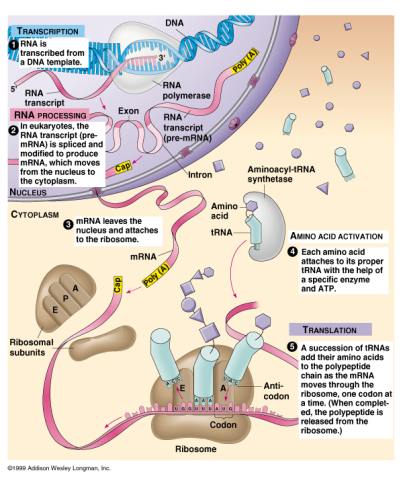 DNA
TRANSCRIPTION
1 RNA is
transcribed from
a DNA template.
3'
5'
RNA
transcript
RNA
polymerase
Poly (A)
RNA PROCESSING
2 In eukaryotes, the
RNA transcript (pre-
mRNA) is spliced and
modified to produce
mRNA, which moves
from the nucleus to
the cytoplasm.
Exon
RNA
transcript
(pre-mRNA)
Cap
Intron
NUCLEUS
Aminoacyl-tRNA
synthetase
CYTOPLASM
3 mRNA leaves the
nucleus and attaches
to the ribosome.
Amino
acid
tRNA
AMINO ACID ACTIVATION
4 Each amino acid
attaches to its proper
tRNA with the help of
a specific enzyme
and ATP.
mRNA
Poly (A)
Cap
A
P
E
Ribosomal
subunits
TRANSLATION
5 A succession of tRNAs
add their amino acids
to the polypeptide
chain as the mRNA
moves through the
ribosome, one codon at
a time. (When complet-
ed, the polypeptide is
released from the
ribosome.)
E
A
Anti-
codon
A A A
U G G U U U A U G
Codon
Ribosome
©1999 Addison Wesley Longman, Inc.